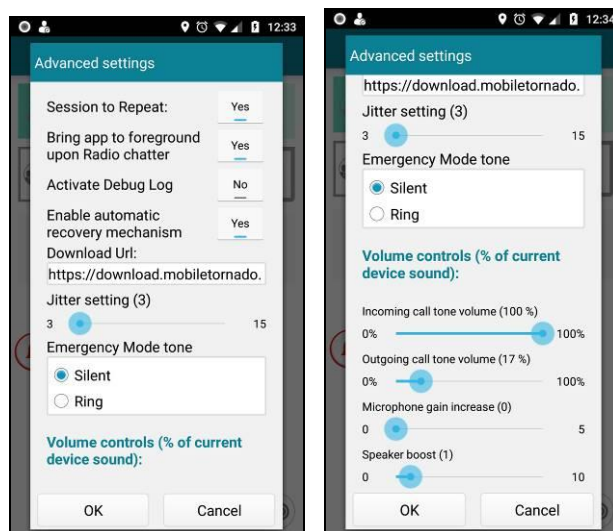 12:33
Advanced settings
Session to Repeat:
Yes
Bring app to foreground
upon Radio chatter
Yes
Activate Debug Log
No
Enable automatic
recovery mechanism
Yes
Download Url:
https://download.mobiletornado.
Jitter setting (3)
3 15
Emergency Mode tone
Silent
Ring
Volume controls (% of current
device sound):
OK Cancel
12:34
Advanced settings
https://download.mobiletornado.
Jitter setting (3)
3 15
Emergency Mode tone
Silent
Ring
Volume controls (% of current
device sound):
Incoming call tone volume (100 %)
0% 100%
Outgoing call tone volume (17 %)
0% 100%
Microphone gain increase (0)
0 5
Speaker boost (1)
0 10
OK Cancel